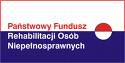 Państwowy Fundusz
Rehabilitacji Osób
Niepełnosprawnych